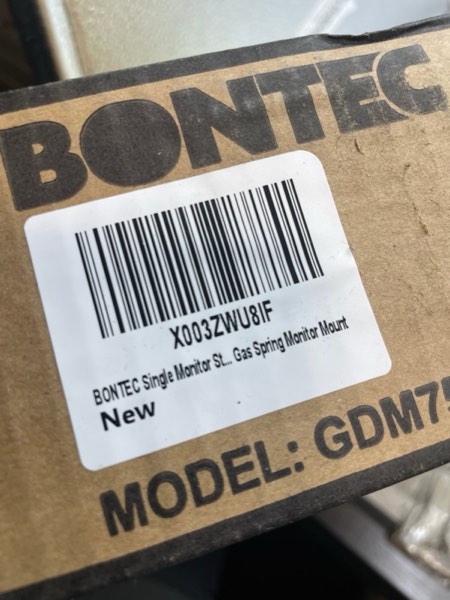 BONTEC
X003ZWU8IF
BONTEC Single Monitor St... Gas Spring Monitor Mount
New
MODEL: GDM75